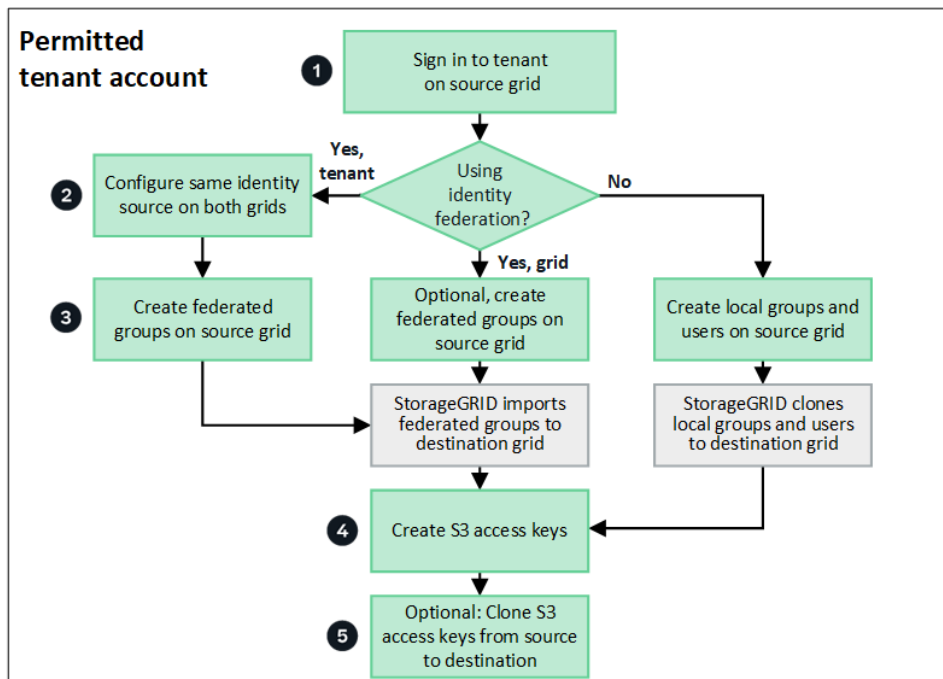 Permitted
tenant account
1
Sign in to tenant
on source grid
Using
identity
federation?
Yes,
tenant
No
Yes, grid
2
Configure same identity
source on both grids
3
Create federated
groups on source grid
Optional, create
federated groups on
source grid
Create local groups and
users on source grid
StorageGRID imports
federated groups to
destination grid
StorageGRID clones
local groups and users
to destination grid
4
Create S3 access keys
5
Optional: Clone S3
access keys from source
to destination